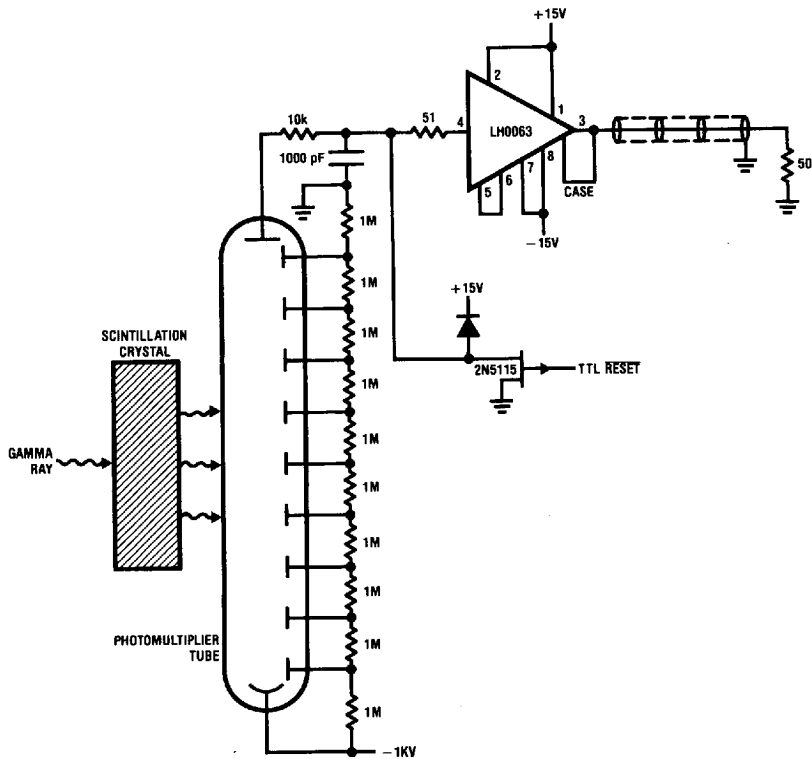 +15V
2
10k
51
4
LH0063
1
3
1000 pF
8
7
6
5
CASE
50
1M
−15V
1M
+15V
SCINTILLATION
CRYSTAL
1M
2N5115
TTL RESET
1M
GAMMA
RAY
1M
1M
1M
1M
PHOTOMULTIPLIER
TUBE
1M
1M
−1KV